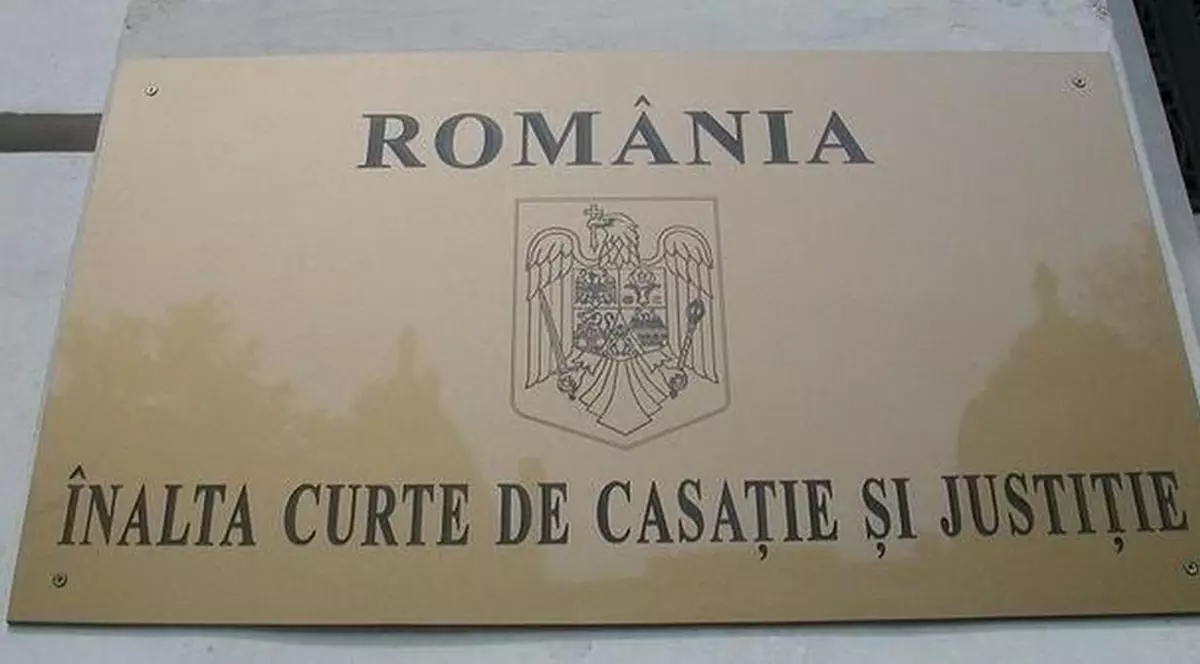 ROMÂNIA
ÎNALTA CURTE DE CASAȚIE ȘI JUSTIȚIE